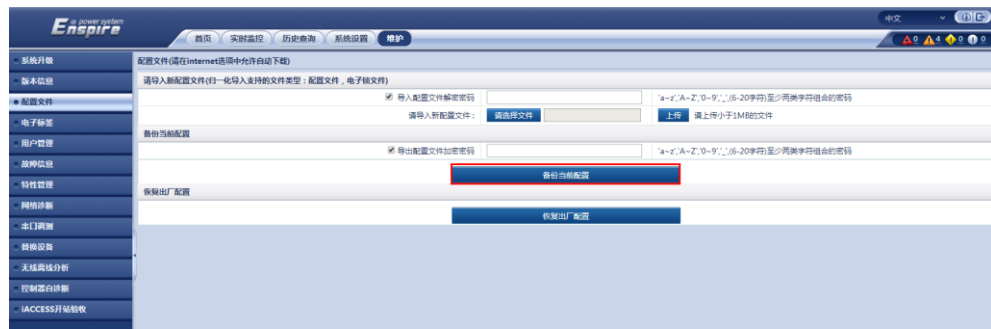 e power system
Enspire
中文
首页 实时监控 历史查询 系统设置 维护
0 4 0 0
系统升级
版本信息
配置文件
电子标签
用户管理
故障信息
特性管理
网络诊断
串口调测
替换设备
无线离线分析
控制器自诊断
iACCESS开站验收
配置文件(请在internet选项中允许自动下载)
请导入新配置文件(归一化导入支持的文件类型：配置文件，电子锁文件)
导入配置文件解密密码 'a~z','A~Z','0~9','_',(6-20字符)至少两类字符组合的密码
请导入新配置文件： 请选择文件 上传 请上传小于1MB的文件
备份当前配置
导出配置文件加密密码 'a~z','A~Z','0~9','_',(6-20字符)至少两类字符组合的密码
备份当前配置
恢复出厂配置
恢复出厂配置